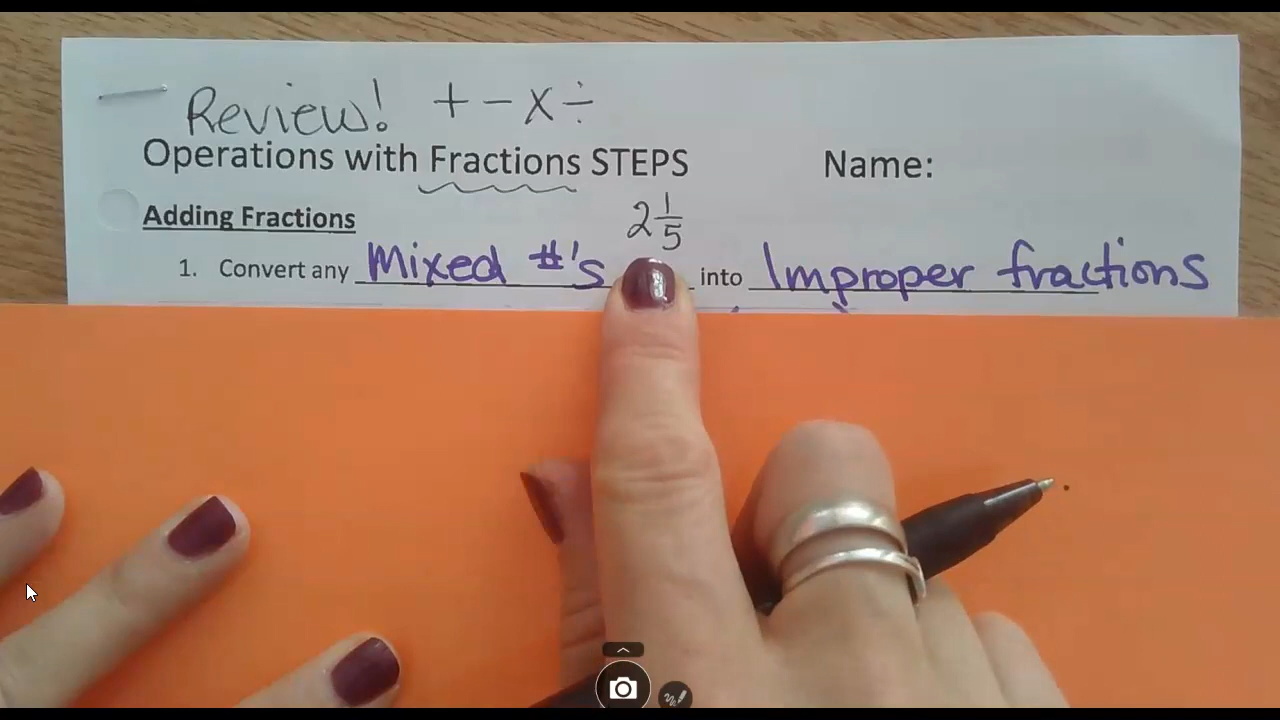 Review! + - x ÷
Operations with Fractions STEPS Name:
Adding Fractions 2 1/5
1. Convert any Mixed #'s into Improper fractions